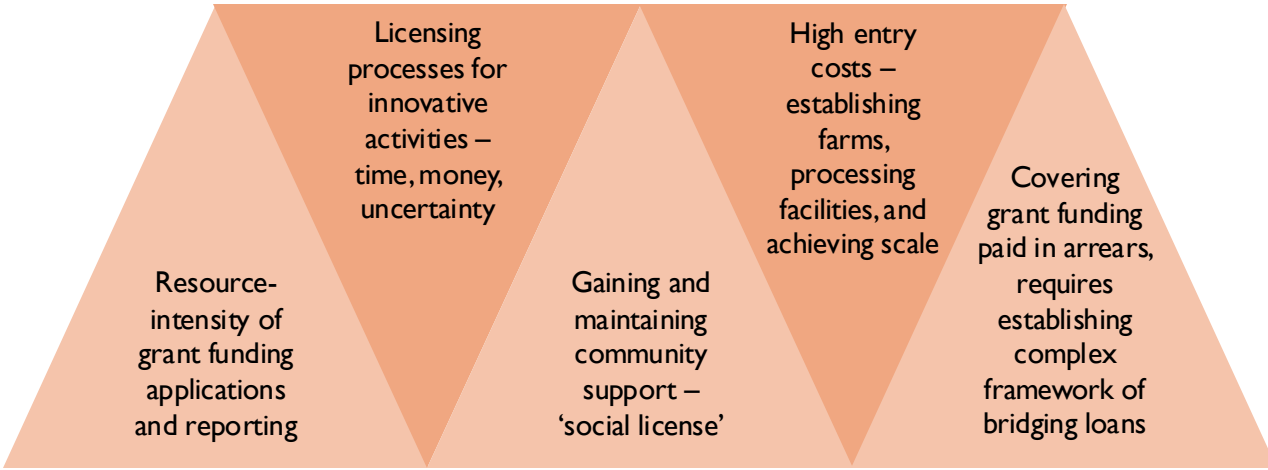 Resource-
intensity of
grant funding
applications
and reporting
Licensing
processes for
innovative
activities –
time, money,
uncertainty
Gaining and
maintaining
community
support –
‘social license’
High entry
costs –
establishing
farms,
processing
facilities, and
achieving scale
Covering
grant funding
paid in arrears,
requires
establishing
complex
framework of
bridging loans